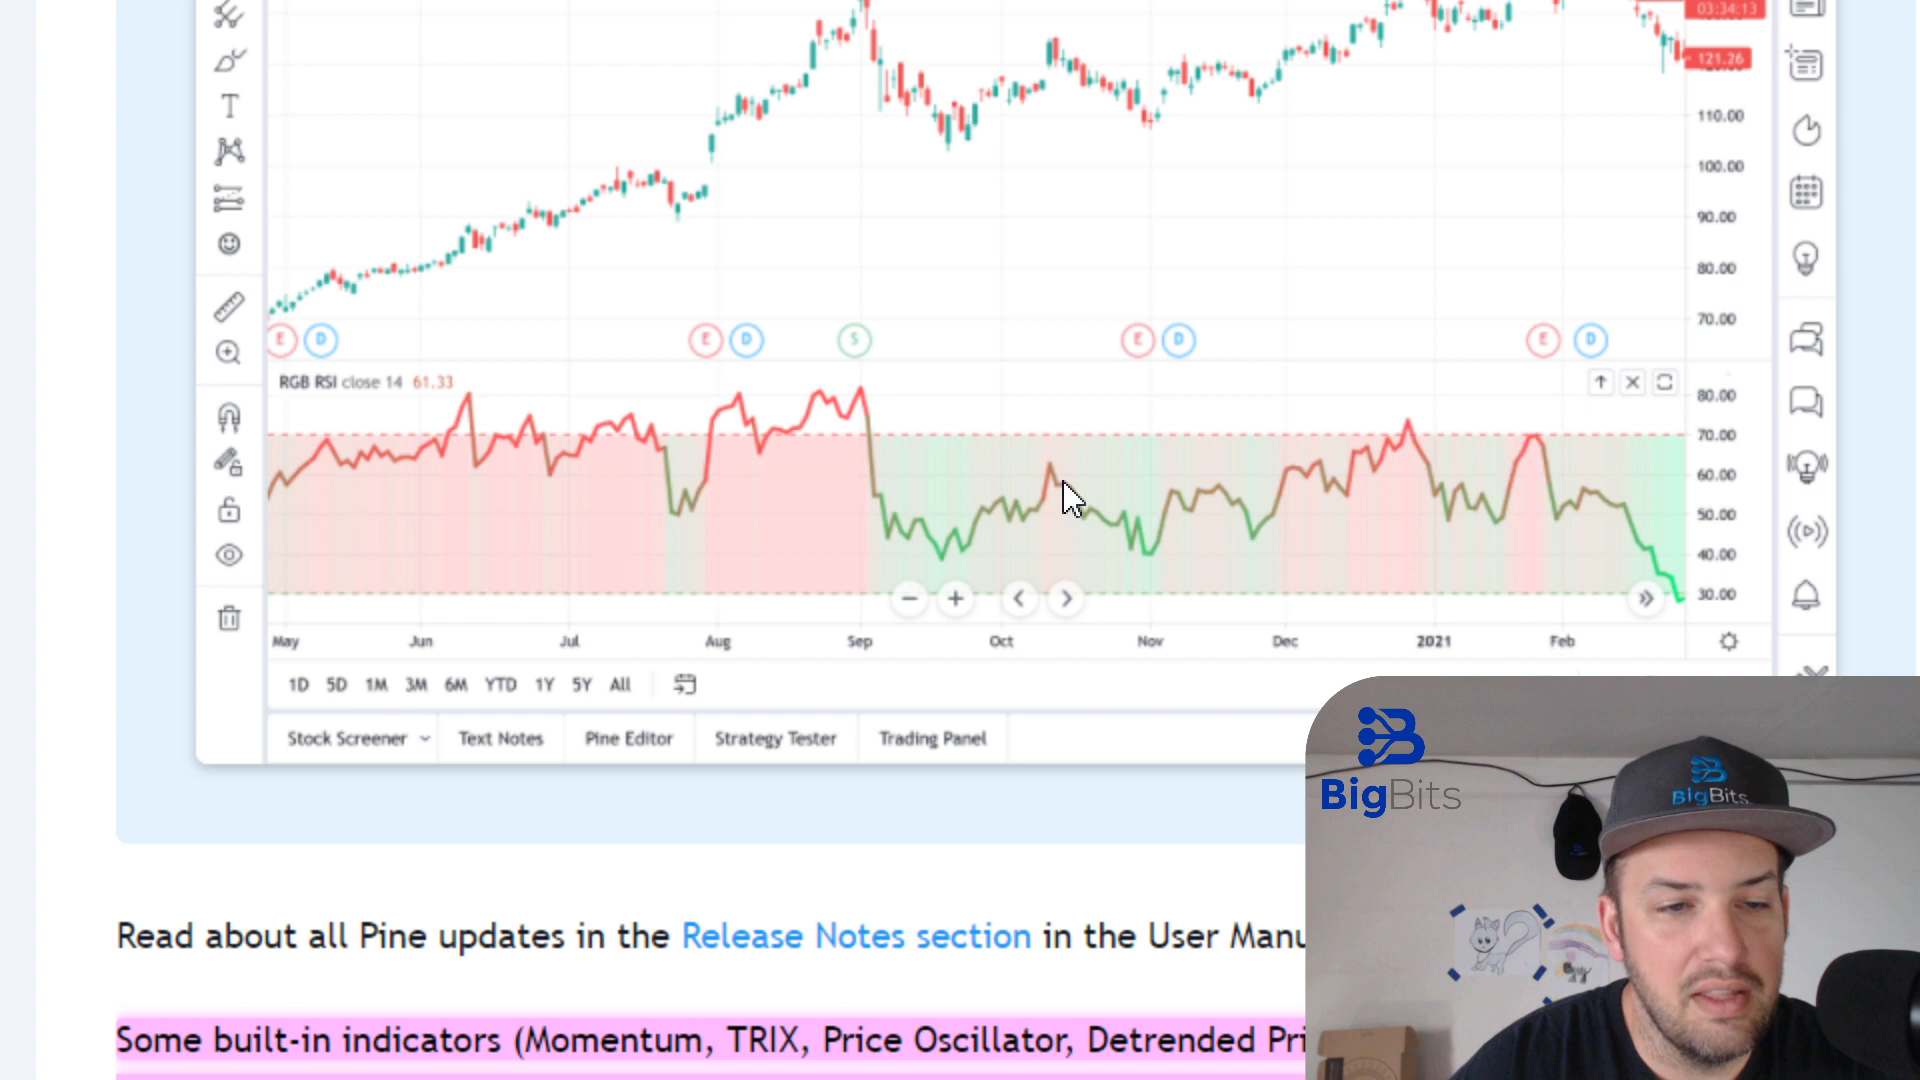 03:34:13
121.26
110.00
100.00
90.00
80.00
70.00
E D E D S E D E D
RGB RSI close 14 61.33
80.00
70.00
60.00
50.00
40.00
30.00
May Jun Jul Aug Sep Oct Nov Dec 2021 Feb
1D 5D 1M 3M 6M YTD 1Y 5Y All
Stock Screener Text Notes Pine Editor Strategy Tester Trading Panel
BigBits
BigBits
Read about all Pine updates in the Release Notes section in the User Manu
Some built-in indicators (Momentum, TRIX, Price Oscillator, Detrended Pri